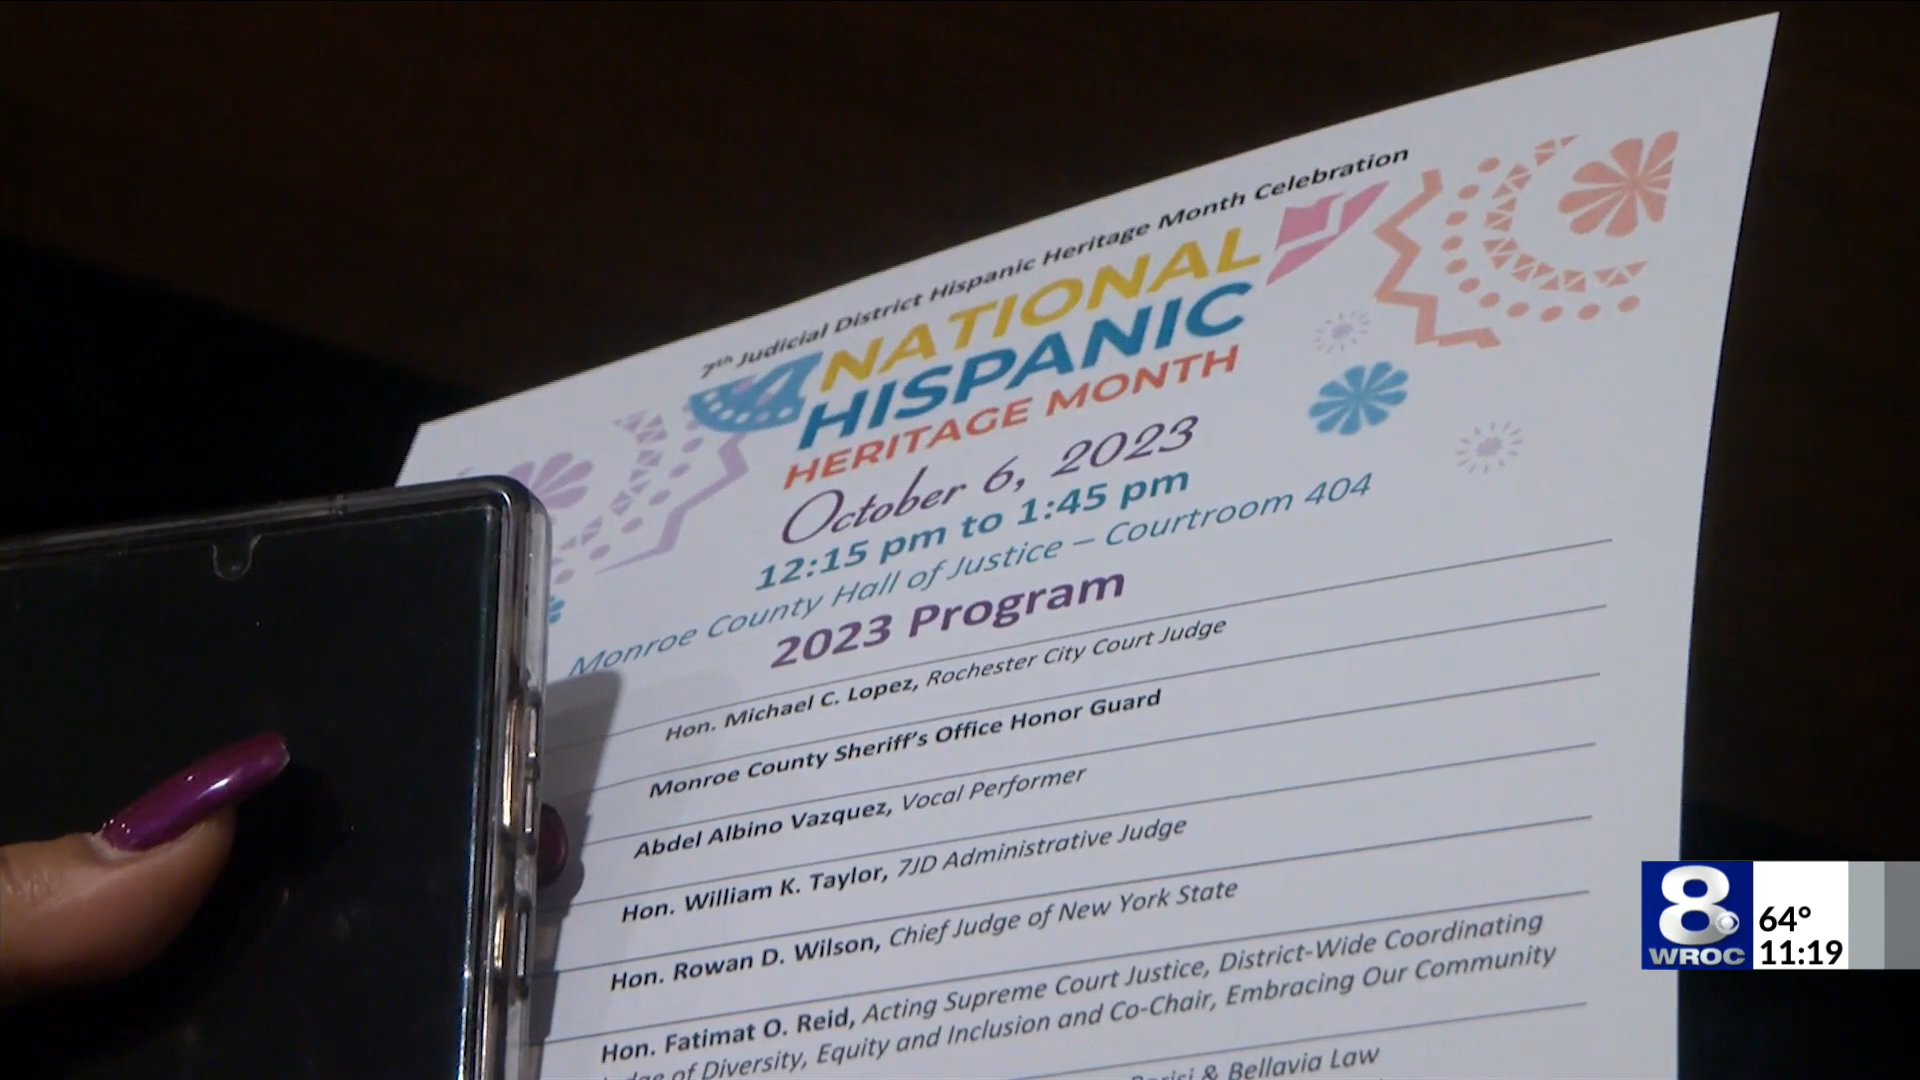 7th Judicial District Hispanic Heritage Month Celebration
NATIONAL
HISPANIC
HERITAGE MONTH
October 6, 2023
12:15 pm to 1:45 pm
Monroe County Hall of Justice – Courtroom 404
2023 Program
Hon. Michael C. Lopez, Rochester City Court Judge
Monroe County Sheriff's Office Honor Guard
Abdel Albino Vazquez, Vocal Performer
Hon. William K. Taylor, 7JD Administrative Judge
Hon. Rowan D. Wilson, Chief Judge of New York State
Hon. Fatimat O. Reid, Acting Supreme Court Justice, District-Wide Coordinating
of Diversity, Equity and Inclusion and Co-Chair, Embracing Our Community
& Bellavia Law
8
WROC
64°
11:19